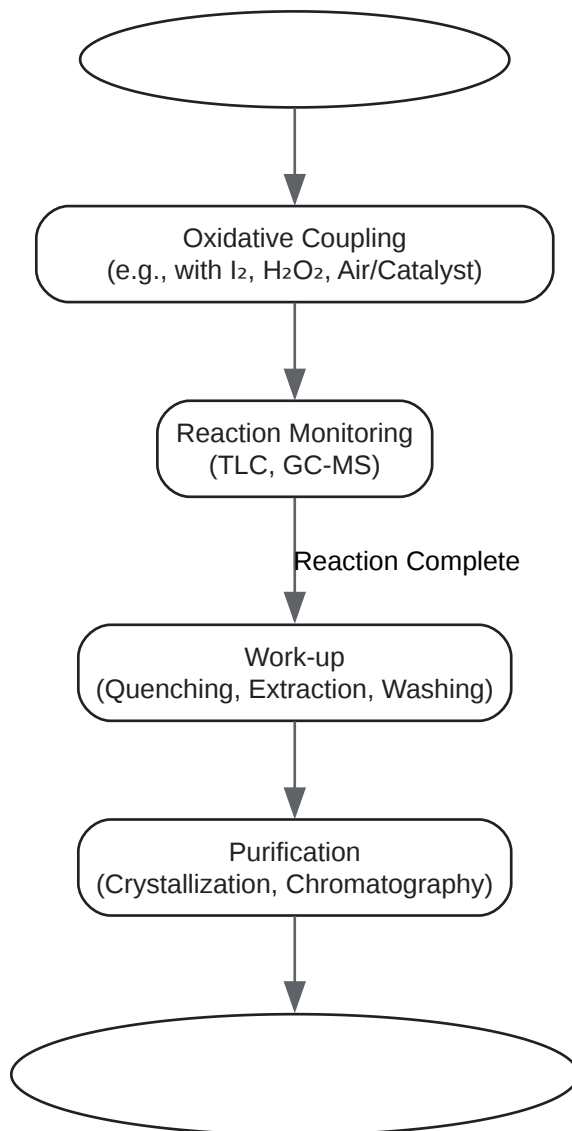 Oxidative Coupling
(e.g., with I₂, H₂O₂, Air/Catalyst)
Reaction Monitoring
(TLC, GC-MS)
Reaction Complete
Work-up
(Quenching, Extraction, Washing)
Purification
(Crystallization, Chromatography)